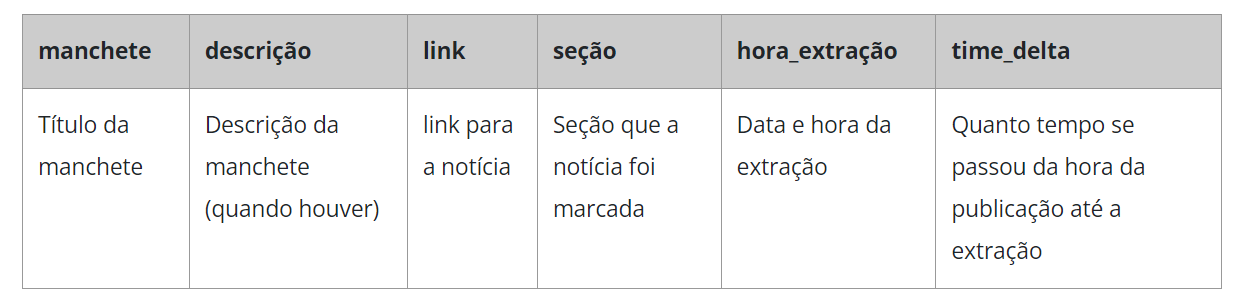 manchete descrição link seção hora_extração time_delta
Título da manchete
Descrição da manchete (quando houver)
link para a notícia
Seção que a notícia foi marcada
Data e hora da extração
Quanto tempo se passou da hora da publicação até a extração